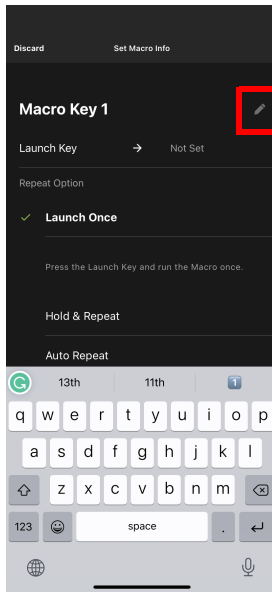 Discard Set Macro Info
Macro Key 1
Launch Key → Not Set
Repeat Option
Launch Once
Press the Launch Key and run the Macro once.
Hold & Repeat
Auto Repeat
13th 11th 1
q w e r t y u i o p
a s d f g h j k l
z x c v b n m
123 space .